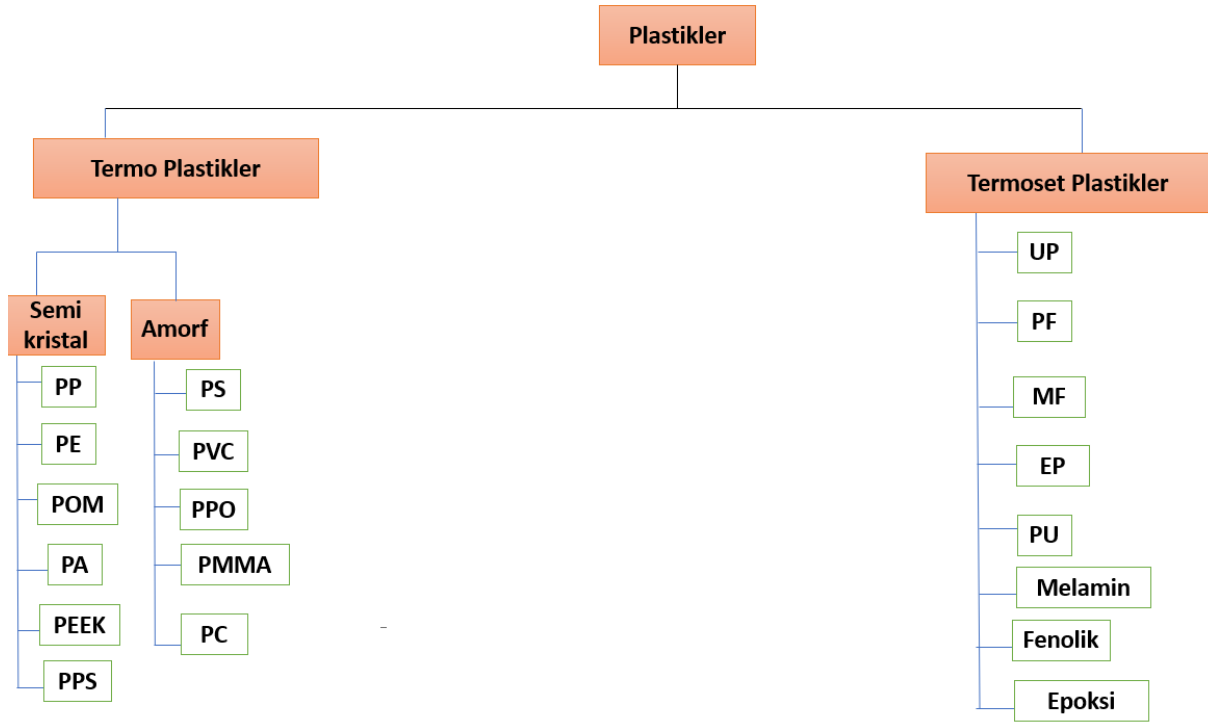 Plastikler
Termo Plastikler
Termoset Plastikler
Semi
kristal
Amorf
PP
PE
POM
PA
PEEK
PPS
PS
PVC
PPO
PMMA
PC
UP
PF
MF
EP
PU
Melamin
Fenolik
Epoksi